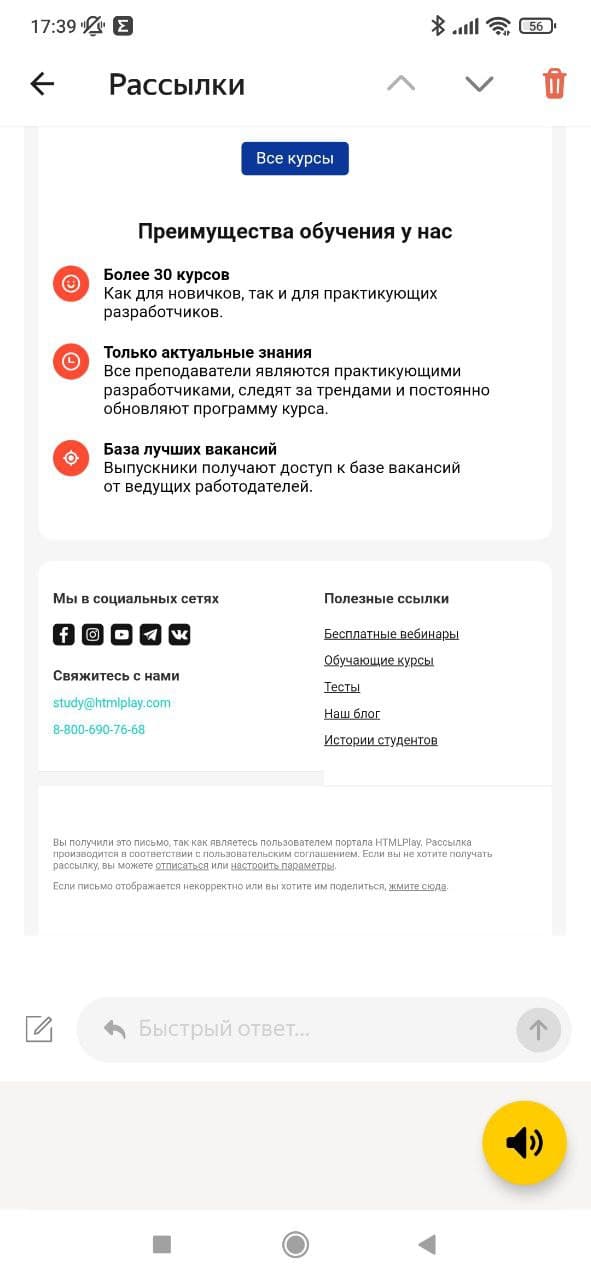 17:39
56
Рассылки
Все курсы
Преимущества обучения у нас
Более 30 курсов
Как для новичков, так и для практикующих
разработчиков.
Только актуальные знания
Все преподаватели являются практикующими
разработчиками, следят за трендами и постоянно
обновляют программу курса.
База лучших вакансий
Выпускники получают доступ к базе вакансий
от ведущих работодателей.
Мы в социальных сетях
Свяжитесь с нами
study@htmlplay.com
8-800-690-76-68
Полезные ссылки
Бесплатные вебинары
Обучающие курсы
Тесты
Наш блог
Истории студентов
Вы получили это письмо, так как являетесь пользователем портала HTMLPlay. Рассылка
производится в соответствии с пользовательским соглашением. Если вы не хотите получать
рассылку, вы можете отписаться или настроить параметры.
Если письмо отображается некорректно или вы хотите им поделиться, жмите сюда.
Быстрый ответ...